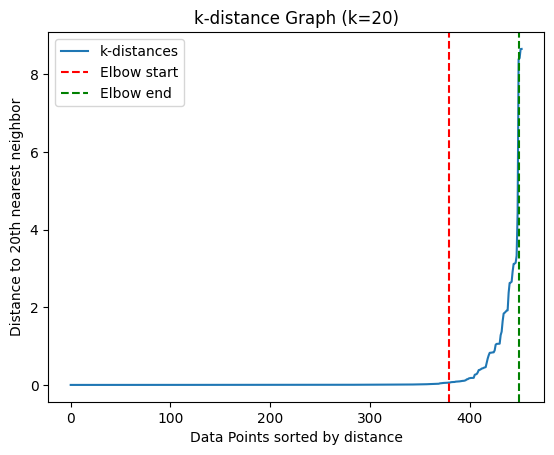 k-distance Graph (k=20)
k-distances
Elbow start
Elbow end
Distance to 20th nearest neighbor
8
6
4
2
0
0 100 200 300 400
Data Points sorted by distance